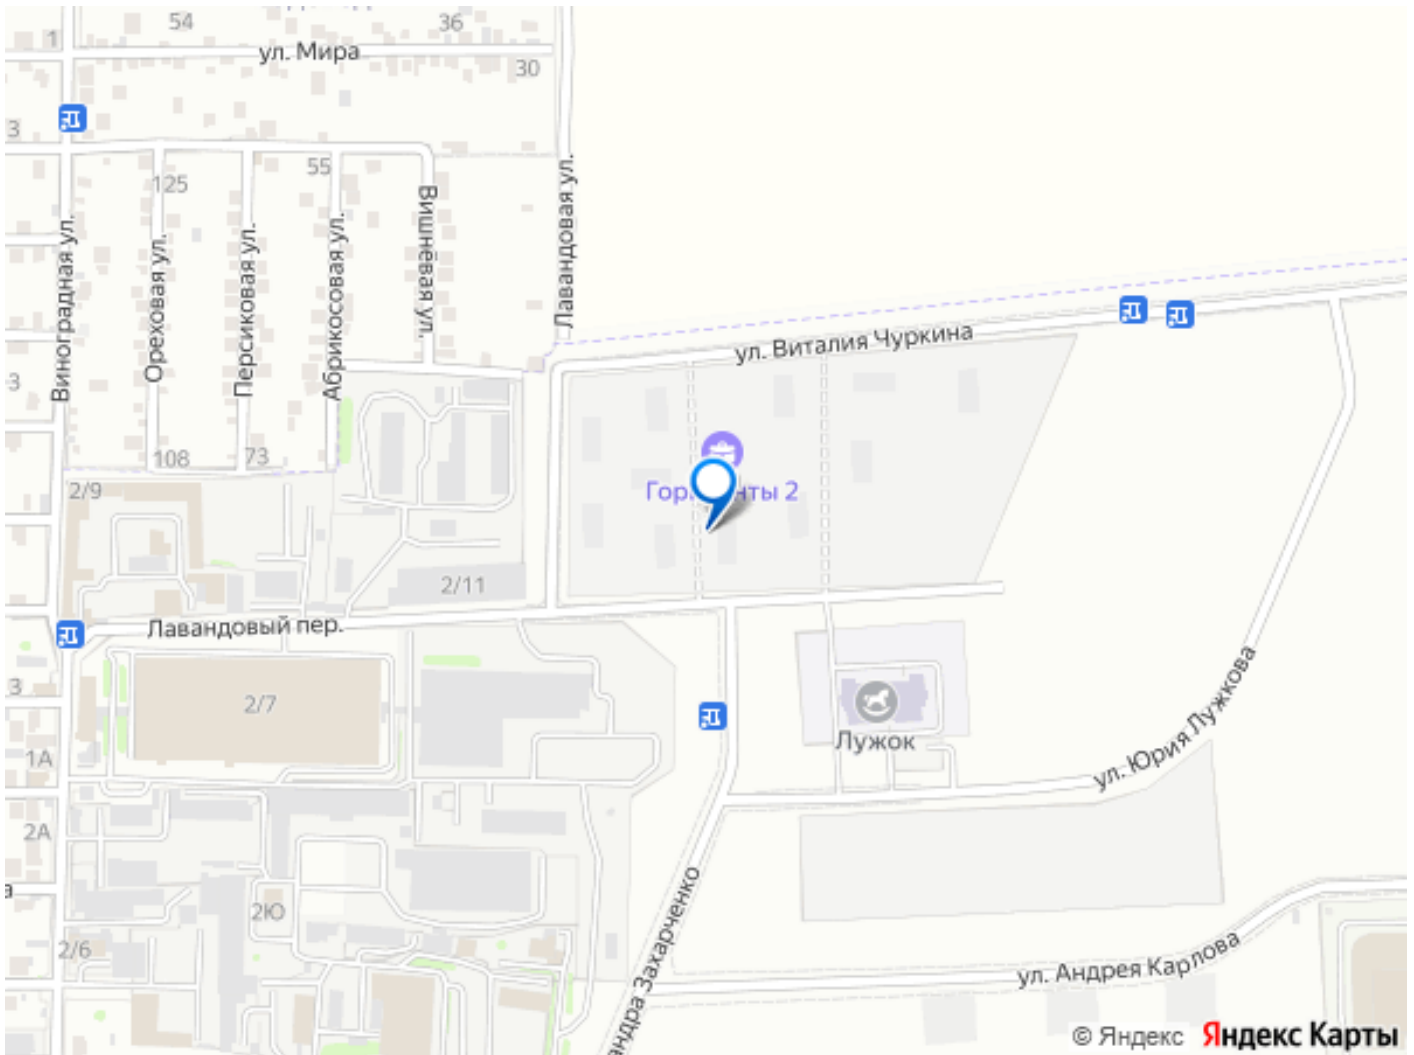 54
36
1
ул. Мира
30
3
55
125
Вишнёвая ул.
Лавандовая ул.
Виноградная ул.
Ореховая ул.
Персиковая ул.
Абрикосовая ул.
ул. Виталия Чуркина
3
108
73
2/9
2/11
Лавандовый пер.
3
2/7
Лужок
ул. Юрия Лужкова
1А
2А
а
2Ю
2/6
андра Захарченко
ул. Андрея Карлова
© Яндекс Яндекс Карты